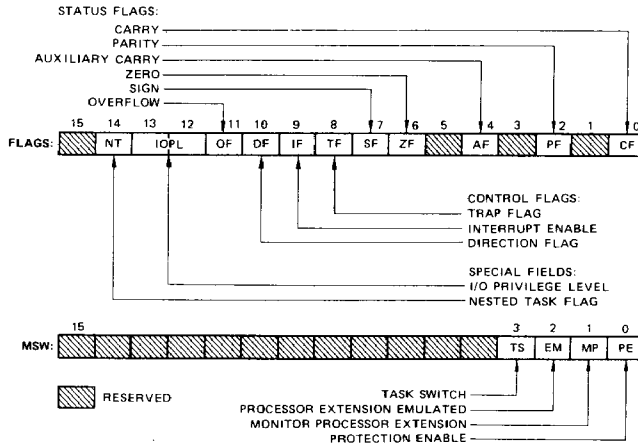 STATUS FLAGS:
CARRY
PARITY
AUXILIARY CARRY
ZERO
SIGN
OVERFLOW
15 14 13 12 11 10 9 8 7 6 5 4 3 2 1 0
FLAGS: NT IOPL OF DF IF TF SF ZF AF PF CF
CONTROL FLAGS:
TRAP FLAG
INTERRUPT ENABLE
DIRECTION FLAG
SPECIAL FIELDS:
I/O PRIVILEGE LEVEL
NESTED TASK FLAG
15 3 2 1 0
MSW: TS EM MP PE
RESERVED
TASK SWITCH
PROCESSOR EXTENSION EMULATED
MONITOR PROCESSOR EXTENSION
PROTECTION ENABLE